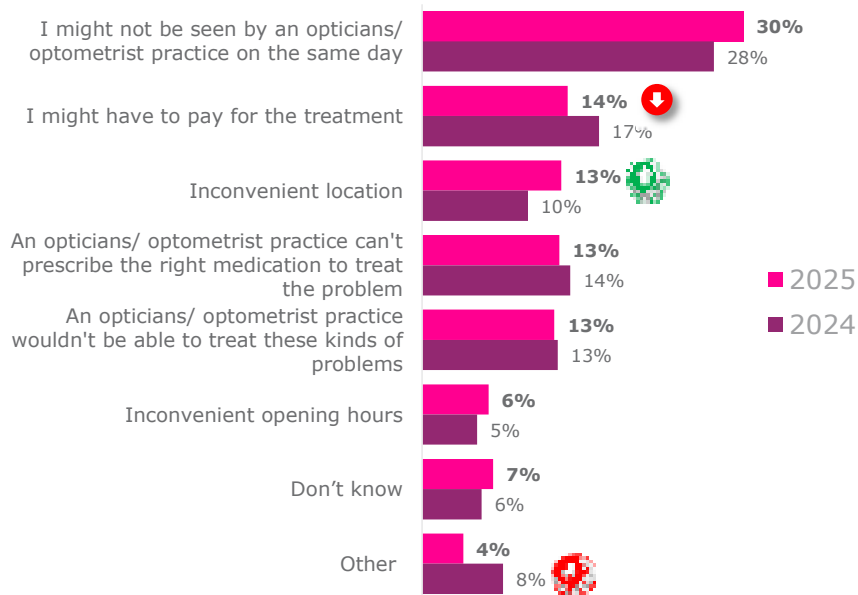 I might not be seen by an opticians/
optometrist practice on the same day
30%
28%
I might have to pay for the treatment
14%
17%
Inconvenient location
13%
10%
An opticians/ optometrist practice can't
prescribe the right medication to treat
the problem
13%
14%
An opticians/ optometrist practice
wouldn't be able to treat these kinds of
problems
13%
13%
Inconvenient opening hours
6%
5%
Don’t know
7%
6%
Other
4%
8%
2025
2024